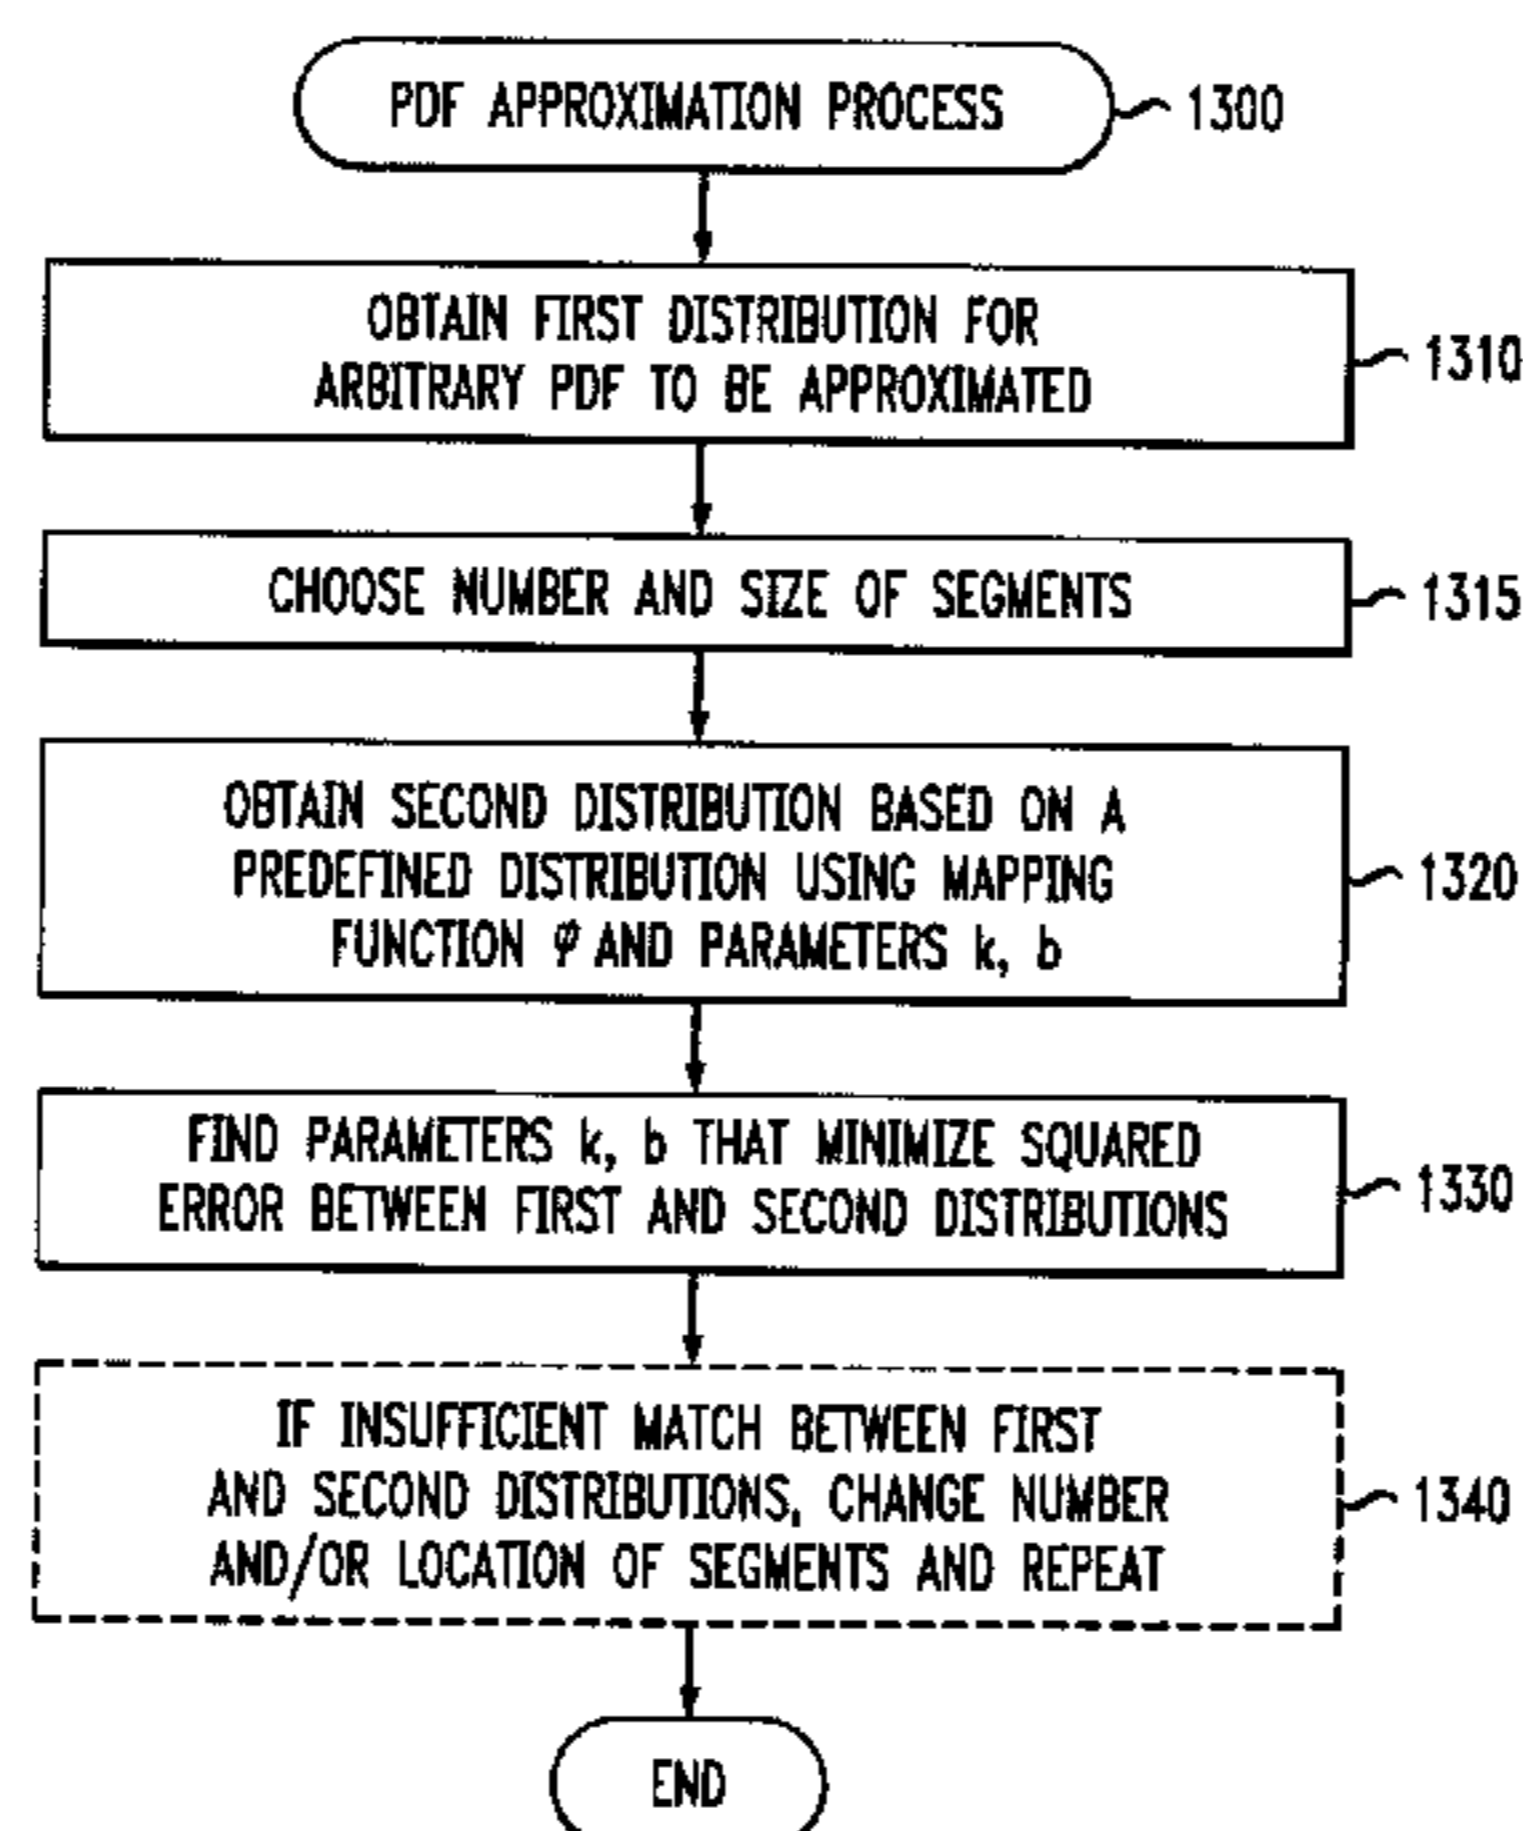 PDF APPROXIMATION PROCESS
1300
OBTAIN FIRST DISTRIBUTION FOR
ARBITRARY PDF TO BE APPROXIMATED
1310
CHOOSE NUMBER AND SIZE OF SEGMENTS
1315
OBTAIN SECOND DISTRIBUTION BASED ON A
PREDEFINED DISTRIBUTION USING MAPPING
FUNCTION φ AND PARAMETERS k, b
1320
FIND PARAMETERS k, b THAT MINIMIZE SQUARED
ERROR BETWEEN FIRST AND SECOND DISTRIBUTIONS
1330
IF INSUFFICIENT MATCH BETWEEN FIRST
AND SECOND DISTRIBUTIONS, CHANGE NUMBER
AND/OR LOCATION OF SEGMENTS AND REPEAT
1340
END